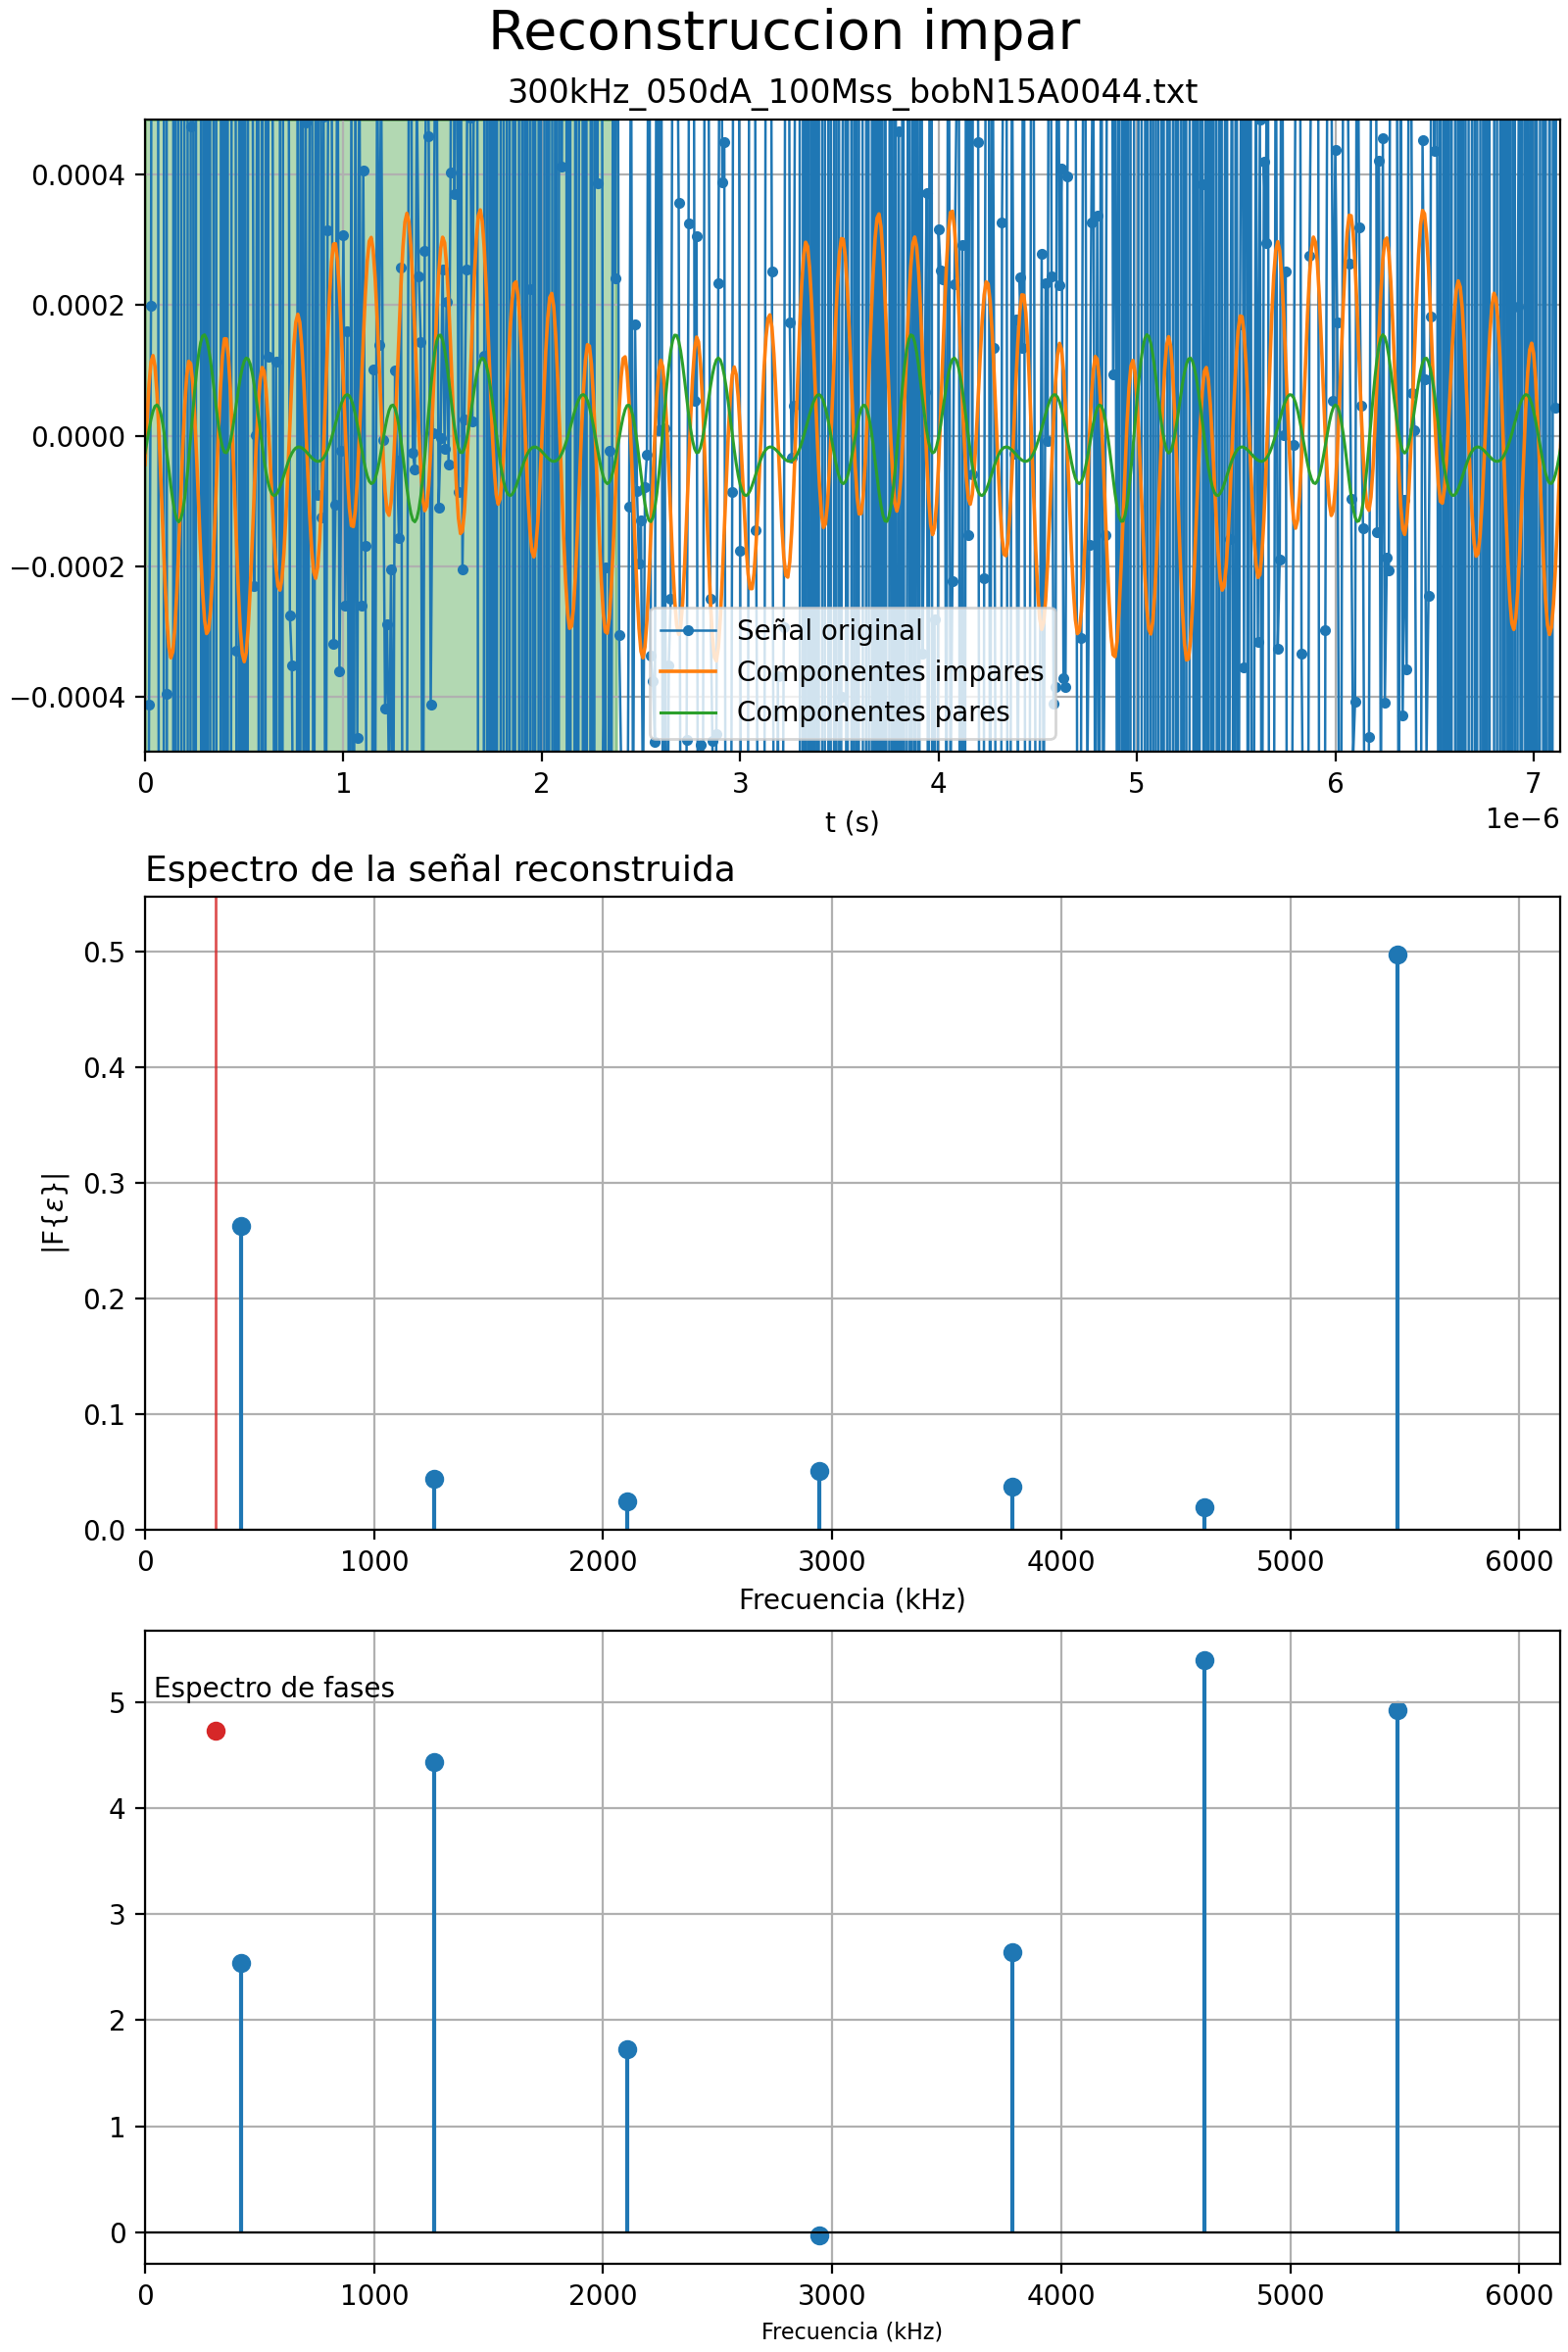 Reconstruccion impar
300kHz_050dA_100Mss_bobN15A0044.txt
0.0004
0.0002
0.0000
−0.0002
−0.0004
Señal original
Componentes impares
Componentes pares
0 1 2 3 4 5 6 7
t (s)
1e−6
Espectro de la señal reconstruida
0.5
0.4
0.3
0.2
0.1
0.0
|F{ε}|
0 1000 2000 3000 4000 5000 6000
Frecuencia (kHz)
Espectro de fases
5
4
3
2
1
0
0 1000 2000 3000 4000 5000 6000
Frecuencia (kHz)